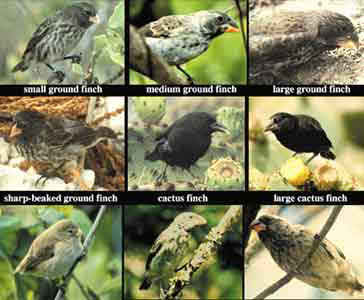 small ground finch
medium ground finch
large ground finch
sharp-beaked ground finch
cactus finch
large cactus finch